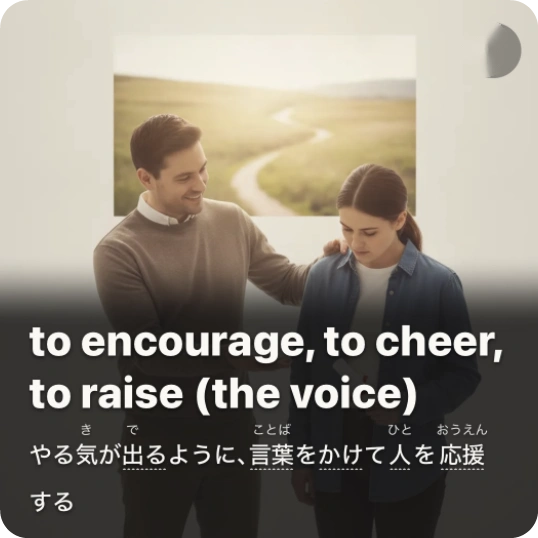 to encourage, to cheer,
to raise (the voice)
き で ことば ひと おうえん
やる気が出るように、言葉をかけて人を応援
する